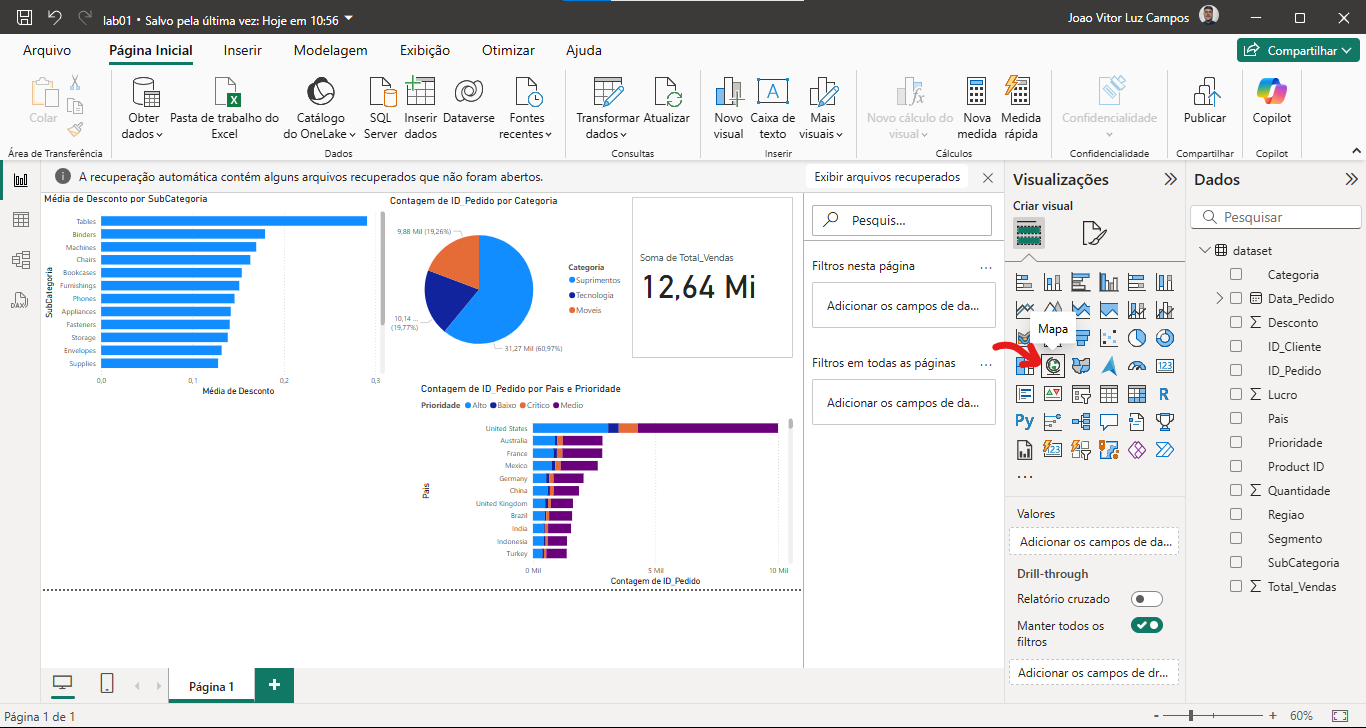 lab01 • Salvo pela última vez: Hoje em 10:56
Joao Vitor Luz Campos
Arquivo
Página Inicial
Inserir
Modelagem
Exibição
Otimizar
Ajuda
Compartilhar
Colar
Obter dados
Pasta de trabalho do Excel
Catálogo do OneLake
SQL Server
Inserir dados
Dataverse
Fontes recentes
Transformar dados
Atualizar
Novo visual
Caixa de texto
Mais visuais
Novo cálculo do visual
Nova medida
Medida rápida
Confidencialidade
Publicar
Copilot
Área de Transferência
Dados
Consultas
Inserir
Cálculos
Confidencialidade
Compartilhar
Copilot
A recuperação automática contém alguns arquivos recuperados que não foram abertos.
Exibir arquivos recuperados
Média de Desconto por SubCategoria
SubCategoria
Tables
Binders
Machines
Chairs
Bookcases
Furnishings
Phones
Appliances
Fasteners
Storage
Envelopes
Supplies
0,0
0,1
0,2
0,3
Média de Desconto
Contagem de ID_Pedido por Categoria
9,88 Mil (19,26%)
10,14 ...
(19,77%)
31,27 Mil (60,97%)
Categoria
Suprimentos
Tecnologia
Moveis
Soma de Total_Vendas
12,64 Mi
Contagem de ID_Pedido por Pais e Prioridade
Prioridade
Alto
Baixo
Critico
Medio
Pais
United States
Australia
France
Mexico
Germany
China
United Kingdom
Brazil
India
Indonesia
Turkey
0 Mil
5 Mil
10 Mil
Contagem de ID_Pedido
Pesquis...
Filtros nesta página
...
Adicionar os campos de da...
Filtros em todas as páginas
...
Adicionar os campos de da...
Visualizações
Criar visual
Mapa
123
R
Py
123
...
Valores
Adicionar os campos de da...
Drill-through
Relatório cruzado
Manter todos os
filtros
Adicionar os campos de dr...
Dados
Pesquisar
dataset
Categoria
Data_Pedido
Desconto
ID_Cliente
ID_Pedido
Lucro
Pais
Prioridade
Product ID
Quantidade
Regiao
Segmento
SubCategoria
Total_Vendas
DAX
Página 1
+
Página 1 de 1
- + 60%